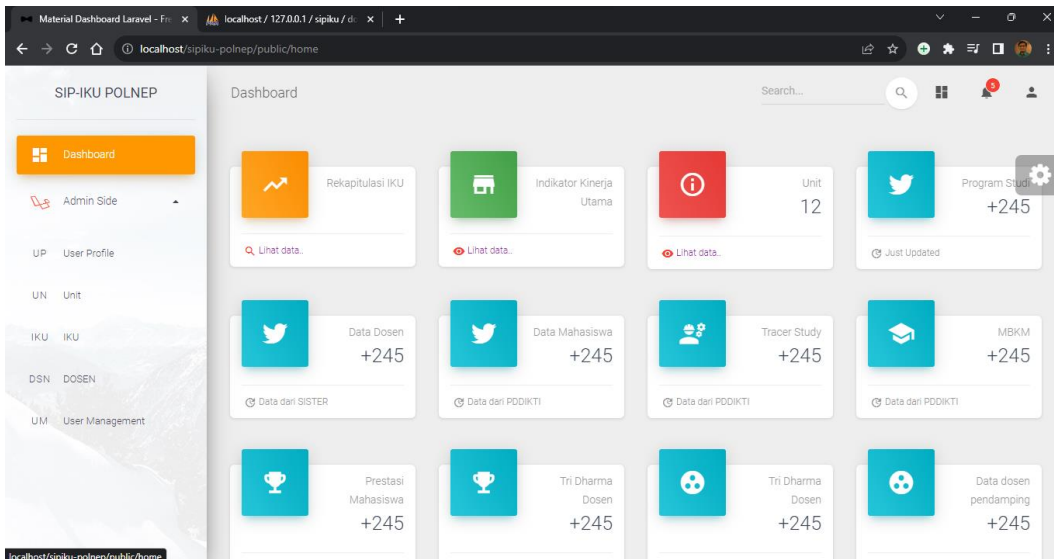 Material Dashboard Laravel - Fre
localhost / 127.0.0.1 / sipiku / do
localhost/sipiku-polnep/public/home
SIP-IKU POLNEP
Dashboard
Admin Side
UP User Profile
UN Unit
IKU IKU
DSN DOSEN
UM User Management
Dashboard
Search...
5
Rekapitulasi IKU
Lihat data..
Indikator Kinerja
Utama
Lihat data..
Unit
12
Lihat data..
Program Studi
+245
Just Updated
Data Dosen
+245
Data dari SISTER
Data Mahasiswa
+245
Data dari PDDIKTI
Tracer Study
+245
Data dari PDDIKTI
MBKM
+245
Data dari PDDIKTI
Prestasi
Mahasiswa
+245
Tri Dharma
Dosen
+245
Tri Dharma
Dosen
+245
Data dosen
pendamping
+245
localhost/sipiku-polnep/public/home